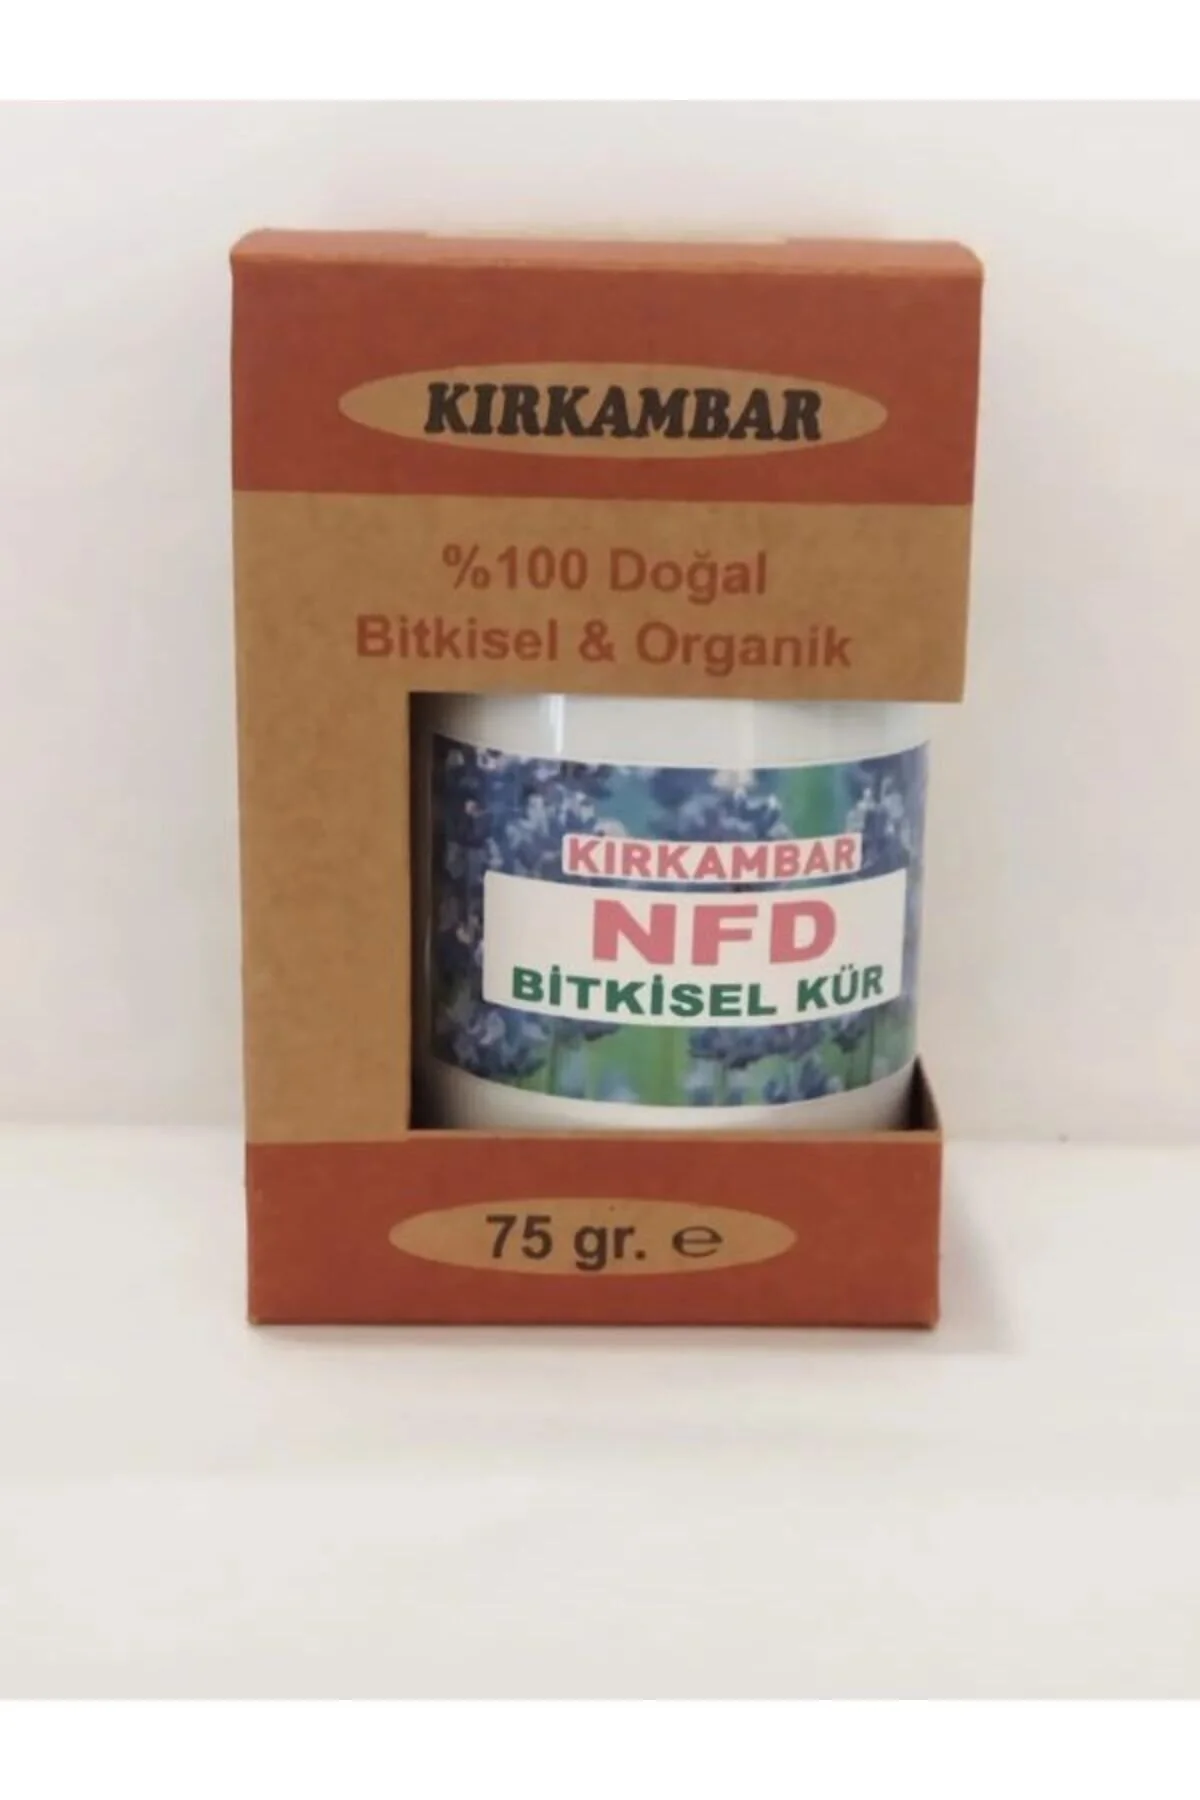 KIRKAMBAR
%100 Doğal
Bitkisel & Organik
KIRKAMBAR
NFD
BİTKİSEL KÜR
75 gr. ℮